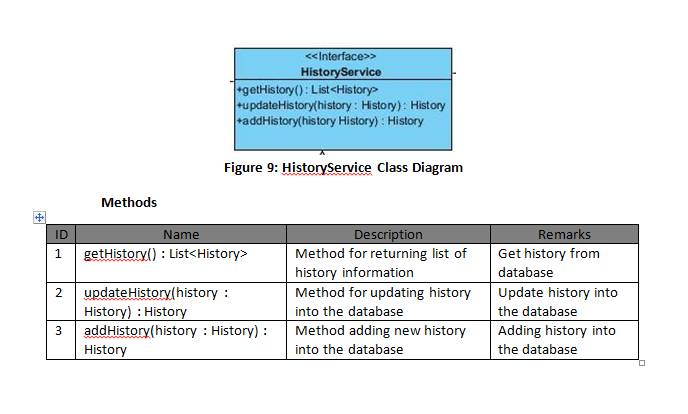 <<Interface>>
HistoryService
+getHistory() : List<History>
+updateHistory(history : History) : History
+addHistory(history History) : History
Figure 9: HistoryService Class Diagram
Methods
ID Name Description Remarks
1 getHistory() : List<History> Method for returning list of Get history from
history information database
2 updateHistory(history : Method for updating history Update history into
History) : History into the database the database
3 addHistory(history : History) : Method adding new history Adding history into
History into the database the database